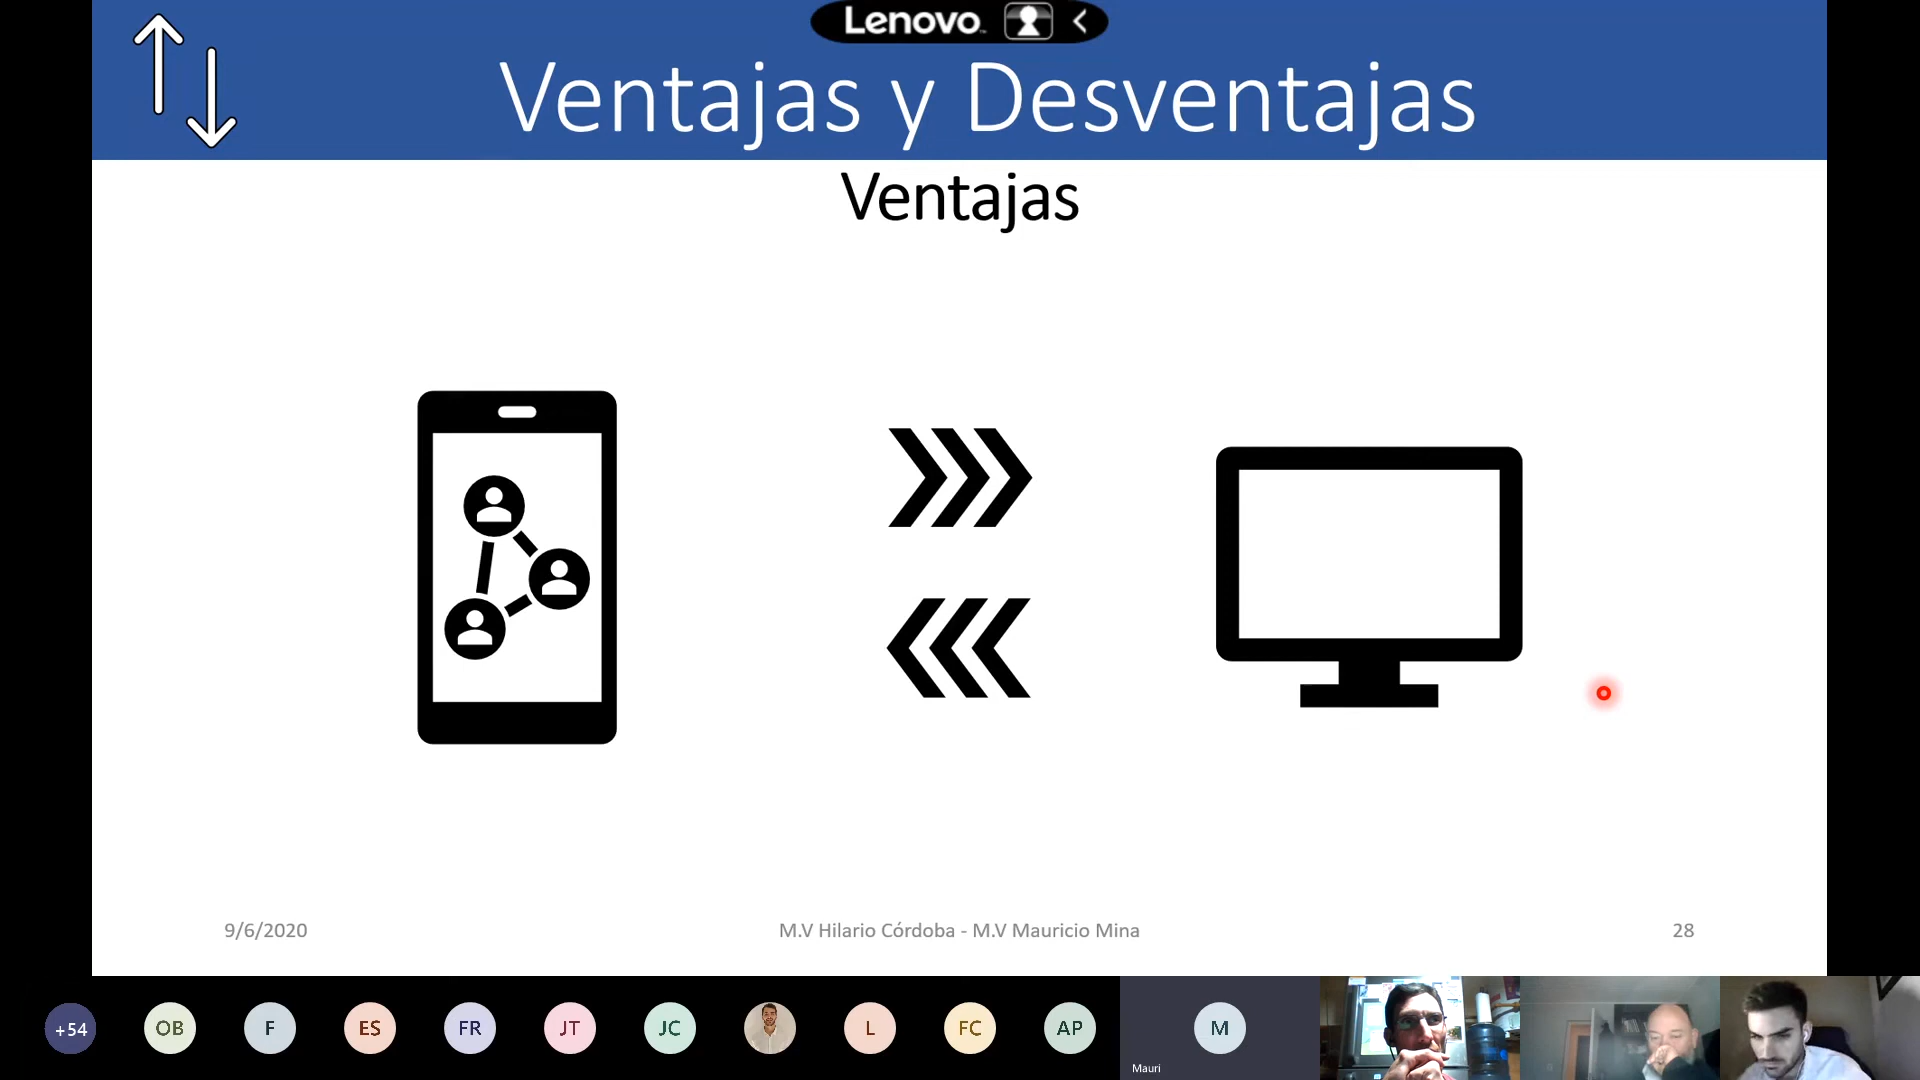 Lenovo
Ventajas y Desventajas
Ventajas
9/6/2020
M.V Hilario Córdoba - M.V Mauricio Mina
28
+54
OB
F
ES
FR
JT
JC
L
FC
AP
M
Mauri